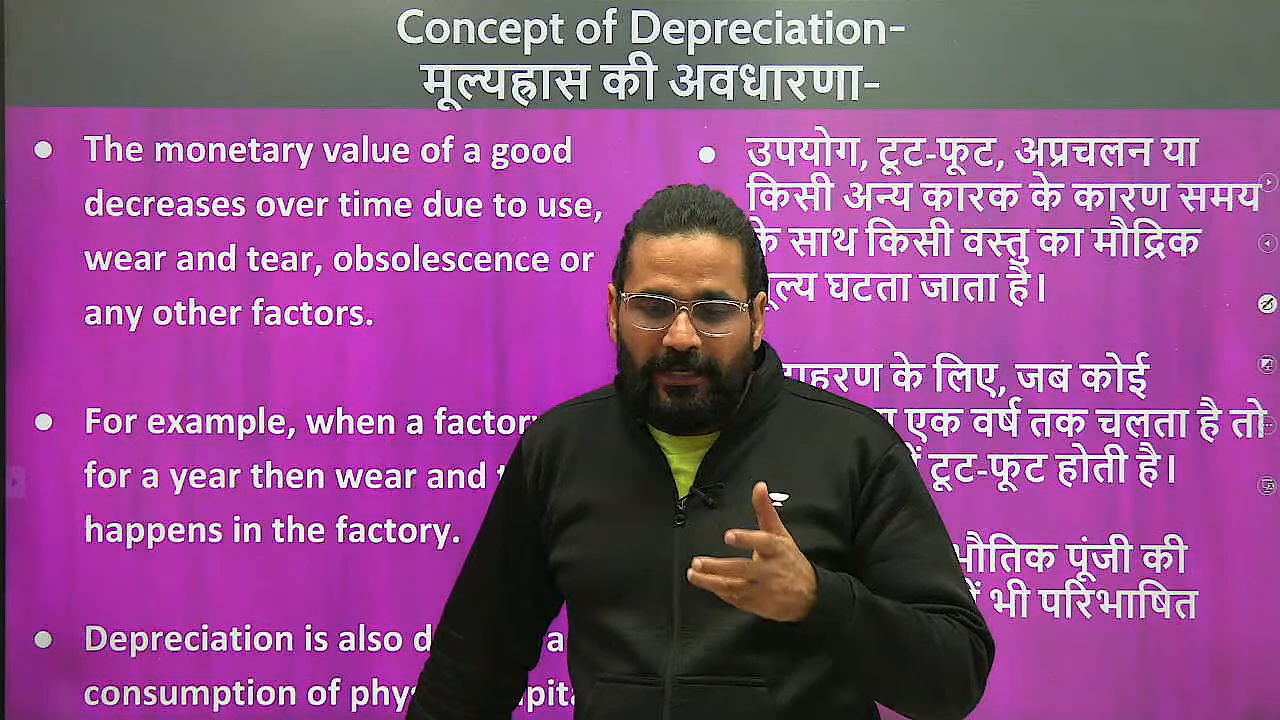 Concept of Depreciation-
मूल्यह्रास की अवधारणा-
The monetary value of a good
decreases over time due to use,
wear and tear, obsolescence or
any other factors.
For example, when a factory
for a year then wear and
happens in the factory.
Depreciation is also
consumption of
उपयोग, टूट-फूट, अप्रचलन या
किसी अन्य कारक के कारण समय
के साथ किसी वस्तु का मौद्रिक
मूल्य घटता जाता है।
के लिए, जब कोई
एक वर्ष तक चलता है तो
टूट-फूट होती है।
भौतिक पूंजी की
भी परिभाषित